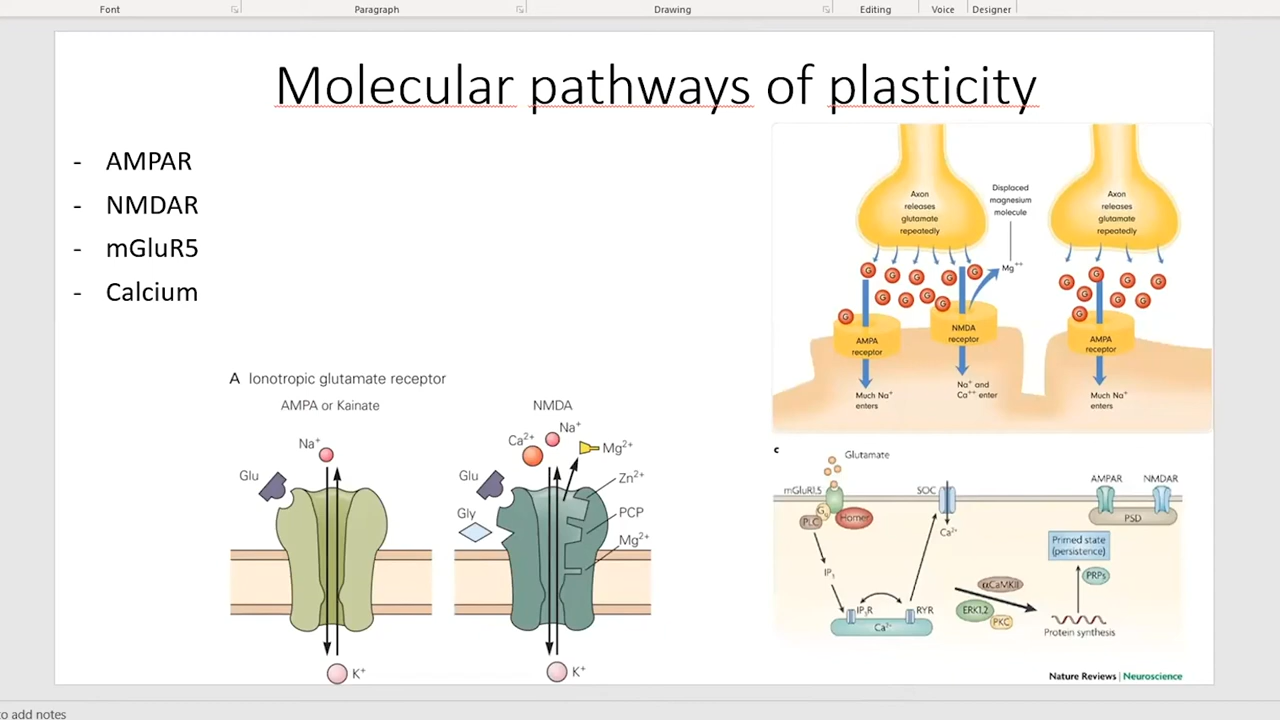 Font Paragraph Drawing Editing Voice Designer
Molecular pathways of plasticity
- AMPAR
- NMDAR
- mGluR5
- Calcium
Axon
releases
glutamate
repeatedly
Displaced
magnesium
molecule
Axon
releases
glutamate
repeatedly
Mg++
G G G G G
G G G G
G
G G G G
G G G
G
AMPA
receptor
NMDA
receptor
AMPA
receptor
Much Na+
enters
Na+ and
Ca++ enter
Much Na+
enters
A Ionotropic glutamate receptor
AMPA or Kainate
NMDA
Na+
Glu
K+
Ca2+
Na+
Mg2+
Glu
Gly
Zn2+
PCP
Mg2+
K+
c
Glutamate
mGluR1,5
Gq
PLC
Homer
SOC
Ca2+
AMPAR
NMDAR
PSD
Primed state
(persistence)
PRPs
IP3
IP3R
RYR
Ca2+
αCaMKII
ERK1,2
PKC
Protein synthesis
Nature Reviews | Neuroscience
to add notes